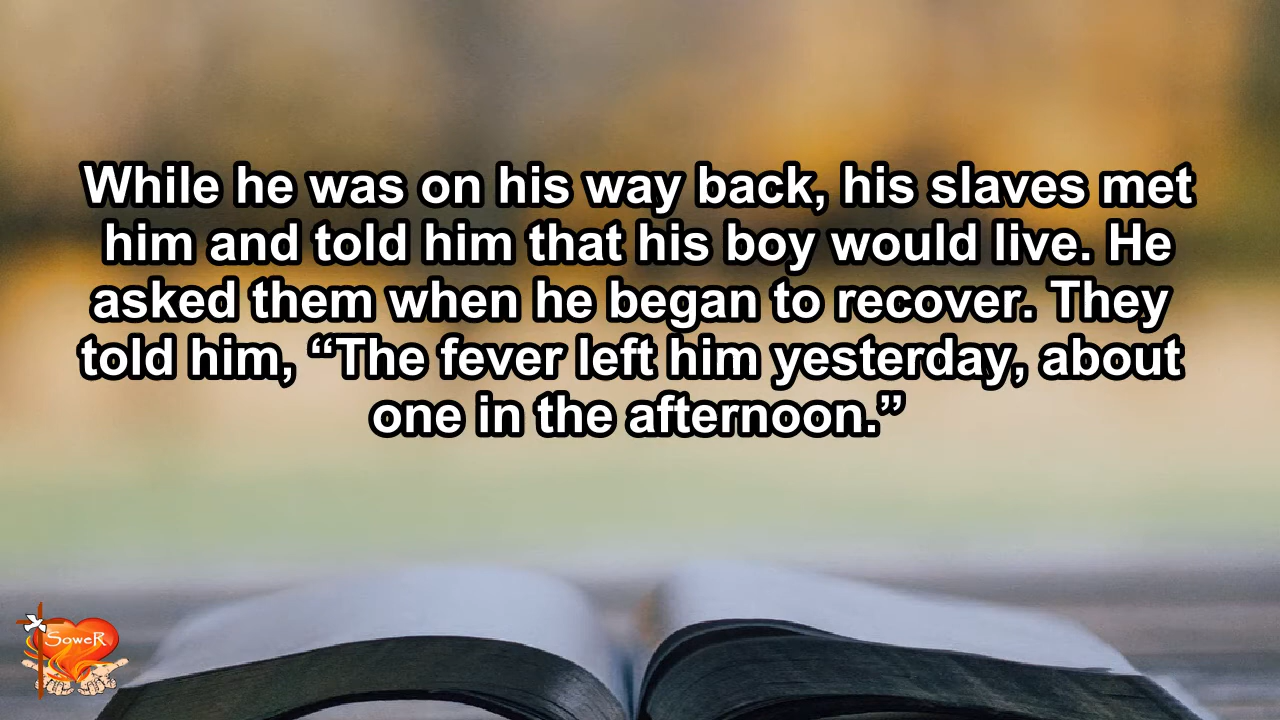 While he was on his way back, his slaves met
him and told him that his boy would live. He
asked them when he began to recover. They
told him, “The fever left him yesterday, about
one in the afternoon.”
SoweR